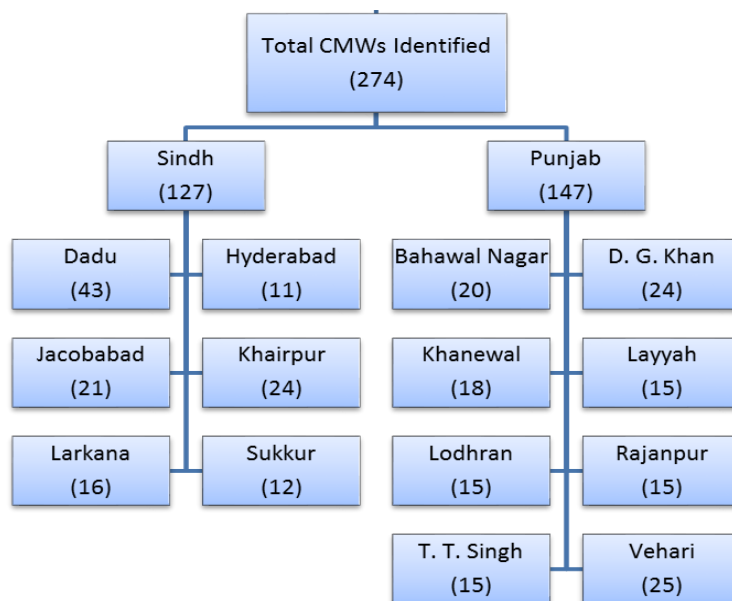 Total CMWs Identified
(274)
Sindh
(127)
Punjab
(147)
Dadu
(43)
Hyderabad
(11)
Bahawal Nagar
(20)
D. G. Khan
(24)
Jacobabad
(21)
Khairpur
(24)
Khanewal
(18)
Layyah
(15)
Larkana
(16)
Sukkur
(12)
Lodhran
(15)
Rajanpur
(15)
T. T. Singh
(15)
Vehari
(25)